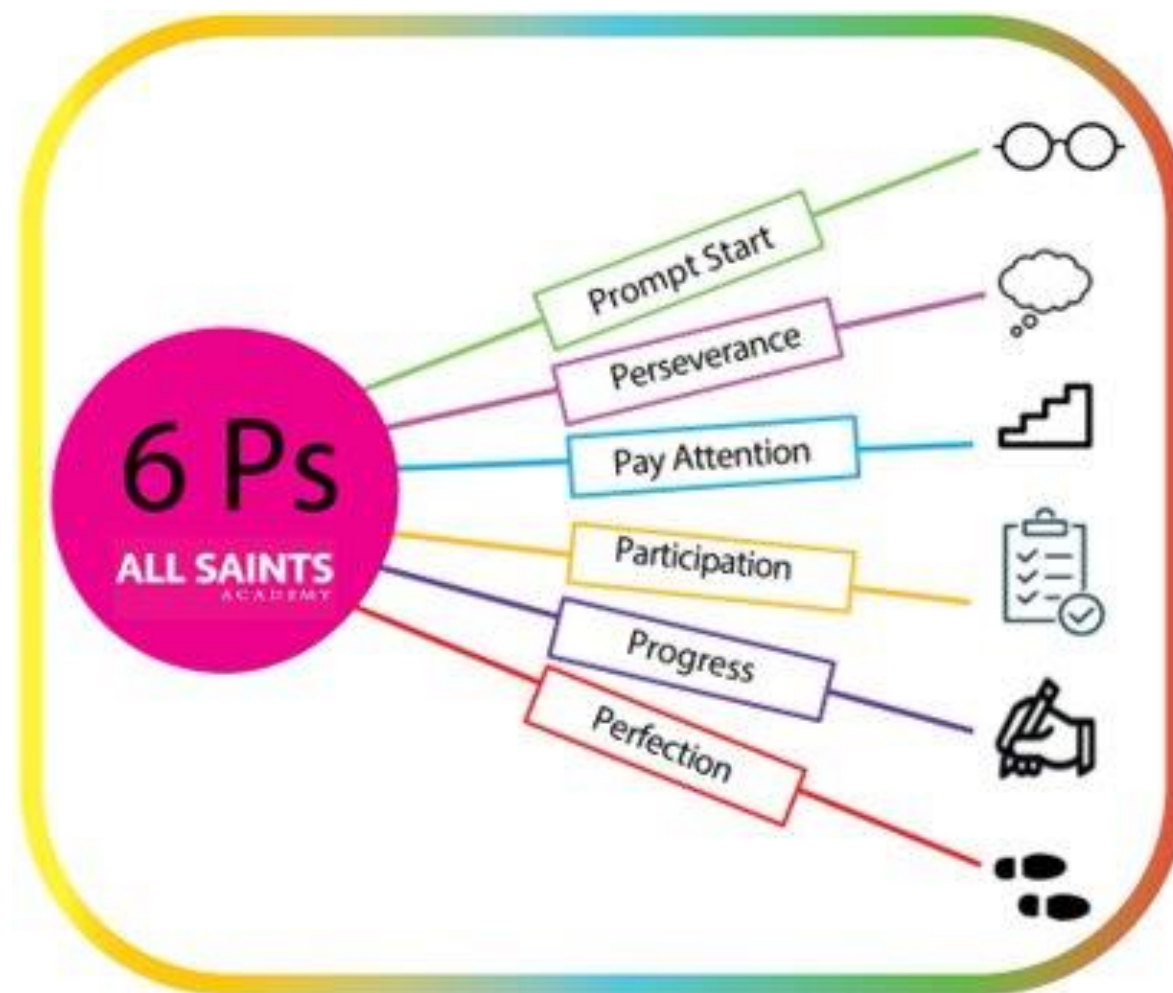 6 Ps
ALL SAINTS
ACADEMY
Prompt Start
Perseverance
Pay Attention
Participation
Progress
Perfection